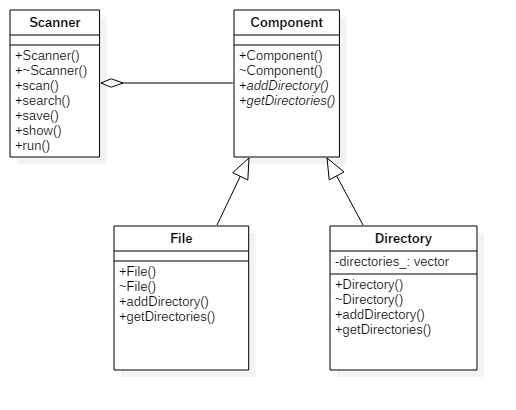 Scanner
+Scanner()
+~Scanner()
+scan()
+search()
+save()
+show()
+run()
Component
+Component()
~Component()
+addDirectory()
+getDirectories()
File
+File()
~File()
+addDirectory()
+getDirectories()
Directory
-directories_: vector
+Directory()
~Directory()
+addDirectory()
+getDirectories()